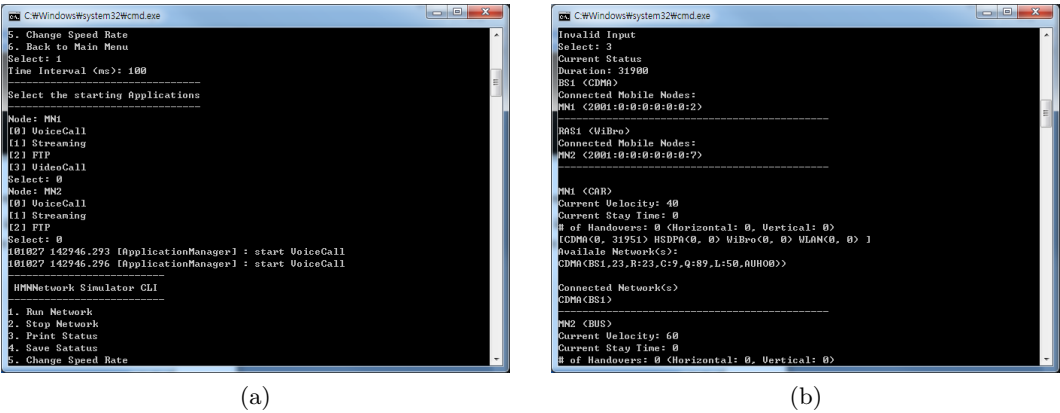 C:₩Windows₩system32₩cmd.exe
5. Change Speed Rate
6. Back to Main Menu
Select: 1
Time Interval (ms): 100
--------------------------------
Select the starting Applications
--------------------------------
Node: MN1
[0] VoiceCall
[1] Streaming
[2] FTP
[3] VideoCall
Select: 0
Node: MN2
[0] VoiceCall
[1] Streaming
[2] FTP
Select: 0
101027 142946.293 [ApplicationManager] : start VoiceCall
101027 142946.296 [ApplicationManager] : start VoiceCall
--------------------------
HMNNetwork Simulator CLI
--------------------------
1. Run Network
2. Stop Network
3. Print Status
4. Save Satatus
5. Change Speed Rate
(a)
C:₩Windows₩system32₩cmd.exe
Invalid Input
Select: 3
Current Status
Duration: 31900
BS1 (CDMA)
Connected Mobile Nodes:
MN1 (2001:0:0:0:0:0:0:2)
---------------------------------------------
RAS1 (WiBro)
Connected Mobile Nodes:
MN2 (2001:0:0:0:0:0:0:7)
---------------------------------------------
MN1 (CAR)
Current Velocity: 40
Current Stay Time: 0
# of Handovers: 0 (Horizontal: 0, Vertical: 0)
[CDMA(0, 31951) HSDPA(0, 0) WiBro(0, 0) WLAN(0, 0) ]
Availale Network(s):
CDMA(BS1,23,R:23,C:9,Q:89,L:50,AUHO0))
Connected Network(s)
CDMA(BS1)
---------------------------------------------
MN2 (BUS)
Current Velocity: 60
Current Stay Time: 0
# of Handovers: 0 (Horizontal: 0, Vertical: 0)
(b)